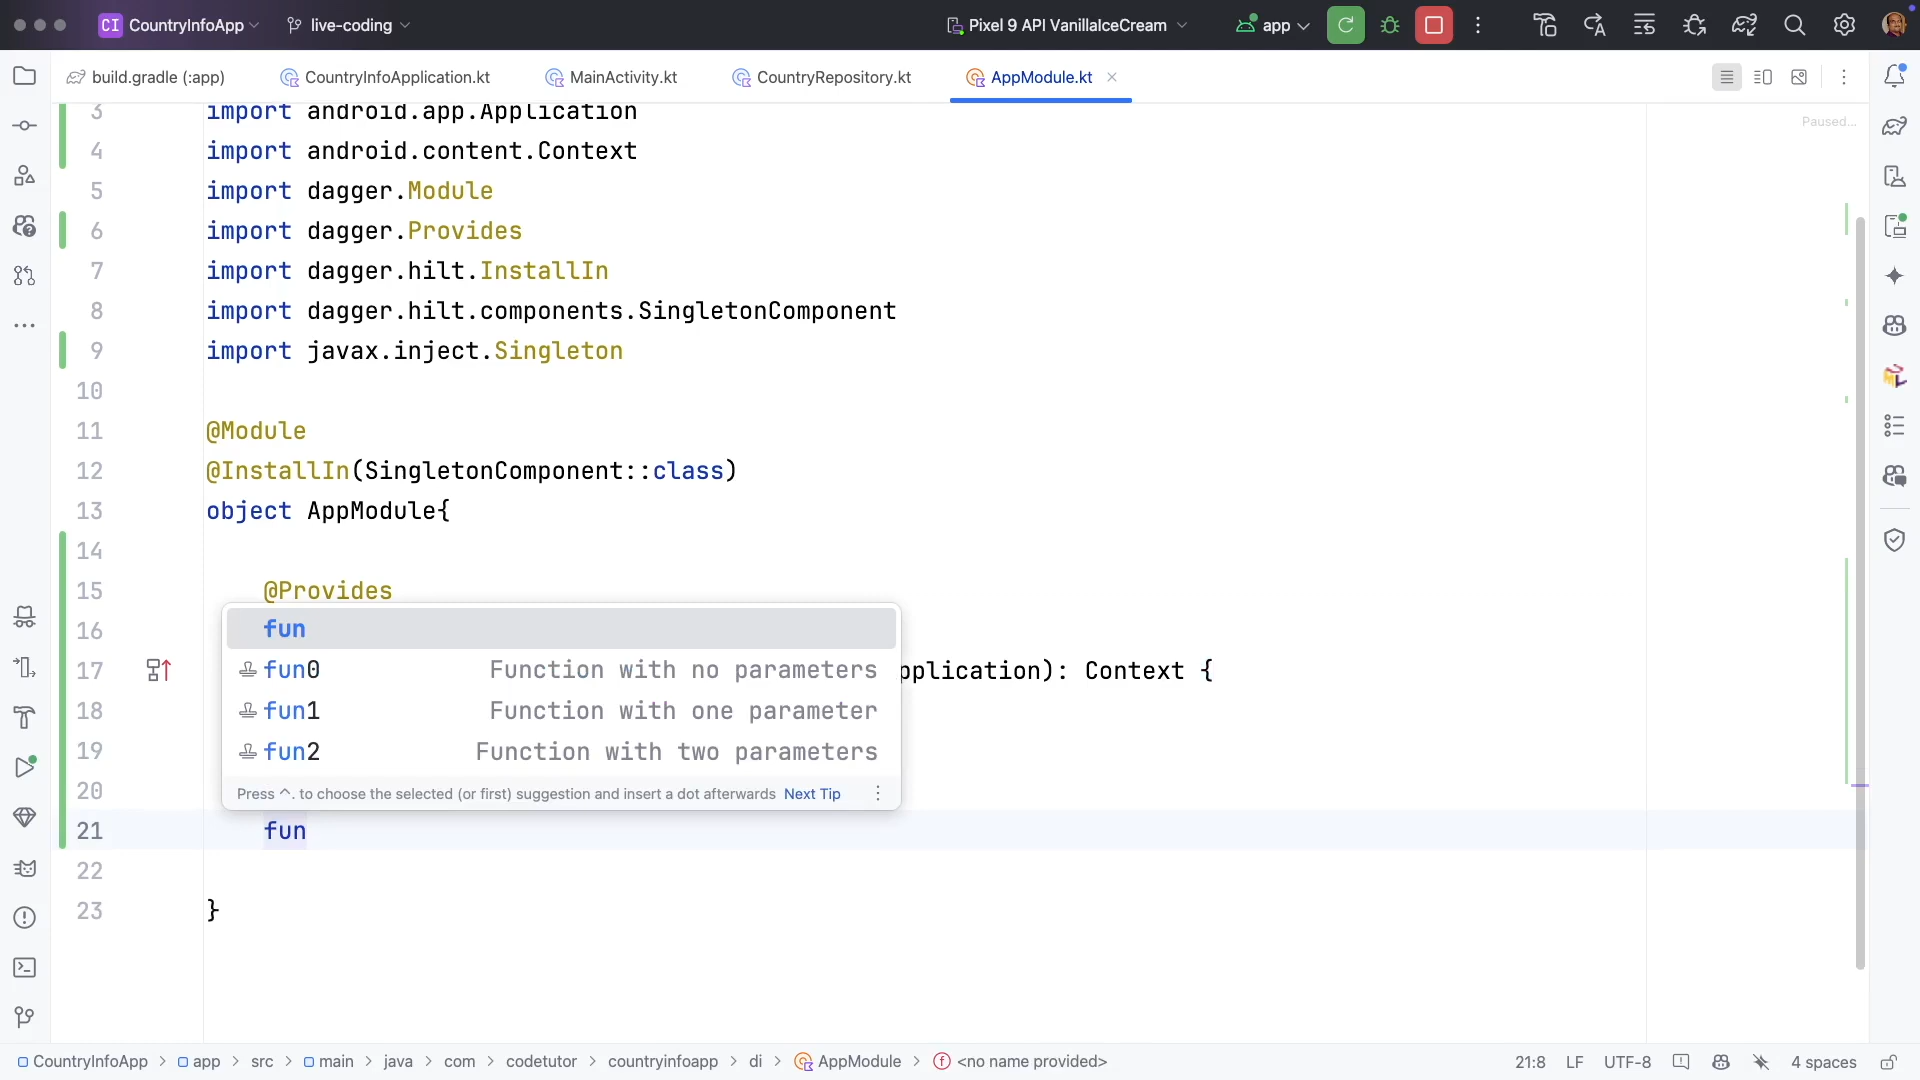 CI CountryInfoApp live-coding Pixel 9 API VanillaIceCream app
build.gradle (:app) CountryInfoApplication.kt MainActivity.kt CountryRepository.kt AppModule.kt
Paused...
3 import android.app.Application
4 import android.content.Context
5 import dagger.Module
6 import dagger.Provides
7 import dagger.hilt.InstallIn
8 import dagger.hilt.components.SingletonComponent
9 import javax.inject.Singleton
10
11 @Module
12 @InstallIn(SingletonComponent::class)
13 object AppModule{
14
15 @Provides
16 fun
17 fun0 Function with no parameters pplication): Context {
18 fun1 Function with one parameter
19 fun2 Function with two parameters
20 Press ^. to choose the selected (or first) suggestion and insert a dot afterwards Next Tip
21 fun
22
23 }
CountryInfoApp > app > src > main > java > com > codetutor > countryinfoapp > di > AppModule > <no name provided> 21:8 LF UTF-8 4 spaces